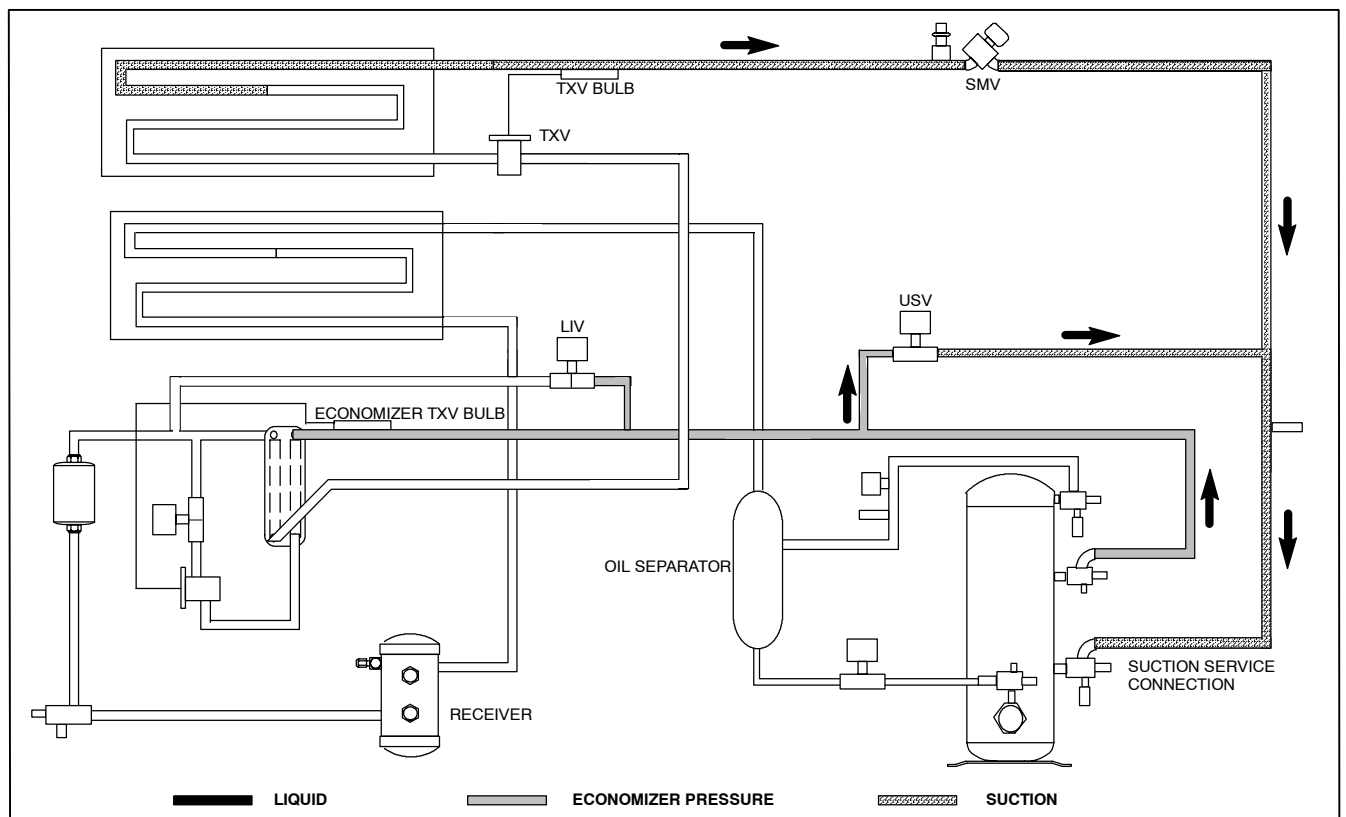 TXV BULB
SMV
TXV
USV
LIV
ECONOMIZER TXV BULB
OIL SEPARATOR
SUCTION SERVICE
CONNECTION
RECEIVER
LIQUID
ECONOMIZER PRESSURE
SUCTION